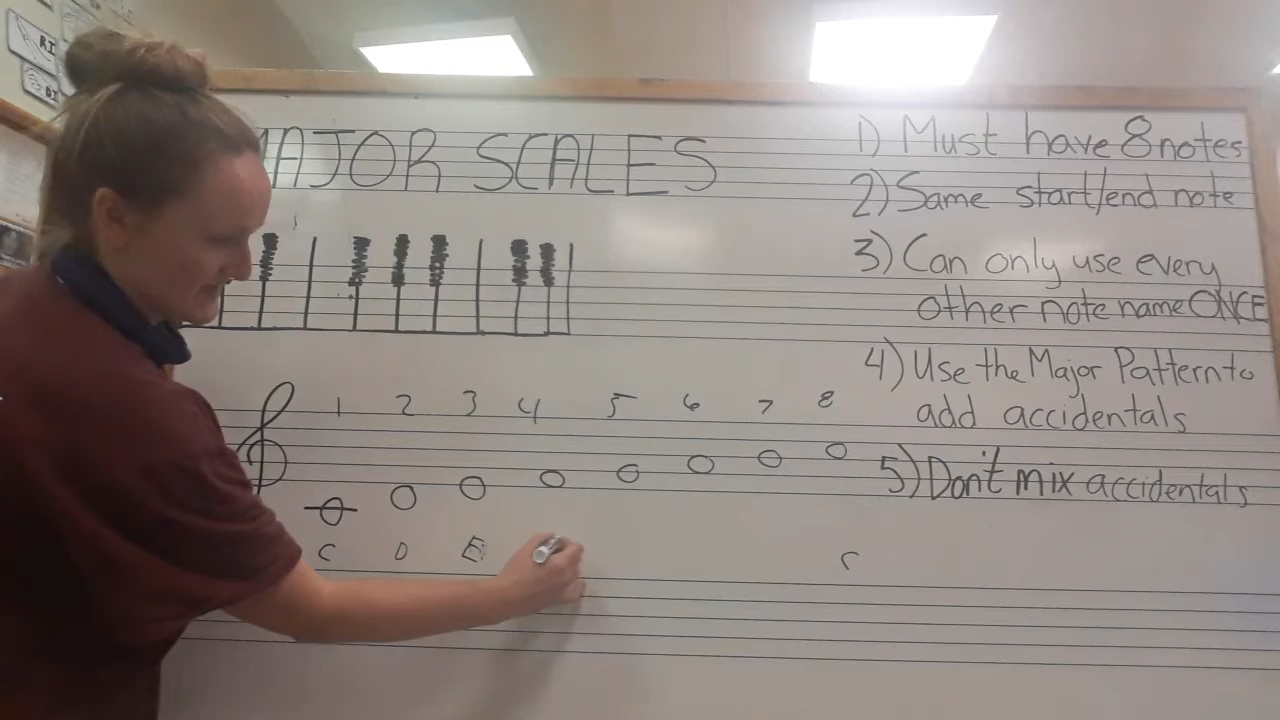 RI
DI
MAJOR SCALES
1) Must have 8 notes
2) Same start/end note
3) Can only use every
other note name ONCE
4) Use the Major Pattern to
add accidentals
5) Don't mix accidentals
1 2 3 4 5 6 7 8
C D E C